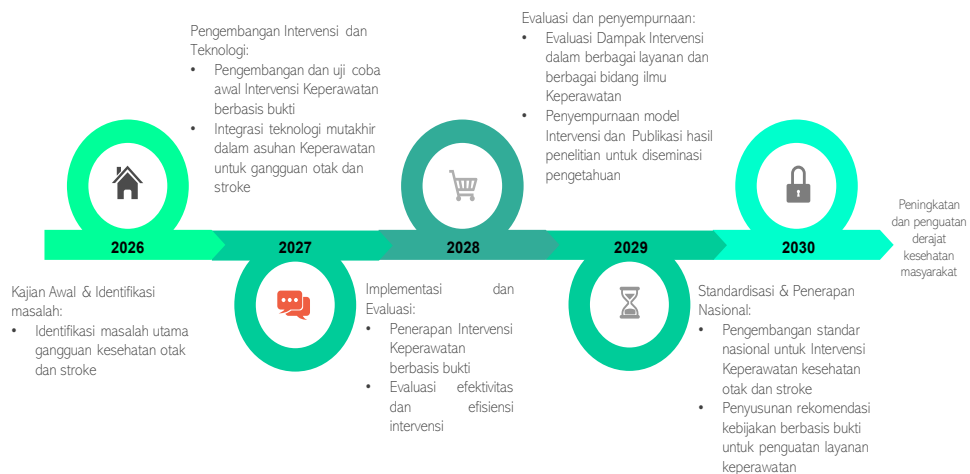 Pengembangan Intervensi dan
Teknologi:
• Pengembangan dan uji coba
awal Intervensi Keperawatan
berbasis bukti
• Integrasi teknologi mutakhir
dalam asuhan Keperawatan
untuk gangguan otak dan
stroke
Evaluasi dan penyempurnaan:
• Evaluasi Dampak Intervensi
dalam berbagai layanan dan
berbagai bidang ilmu
Keperawatan
• Penyempurnaan model
Intervensi dan Publikasi hasil
penelitian untuk diseminasi
pengetahuan
2026
2027
2028
2029
2030
Peningkatan
dan penguatan
derajat
kesehatan
masyarakat
Kajian Awal & Identifikasi
masalah:
• Identifikasi masalah utama
gangguan kesehatan otak
dan stroke
Implementasi dan
Evaluasi:
• Penerapan Intervensi
Keperawatan
berbasis bukti
• Evaluasi efektivitas
dan efisiensi
intervensi
Standardisasi & Penerapan
Nasional:
• Pengembangan standar
nasional untuk Intervensi
Keperawatan kesehatan
otak dan stroke
• Penyusunan rekomendasi
kebijakan berbasis bukti
untuk penguatan layanan
keperawatan